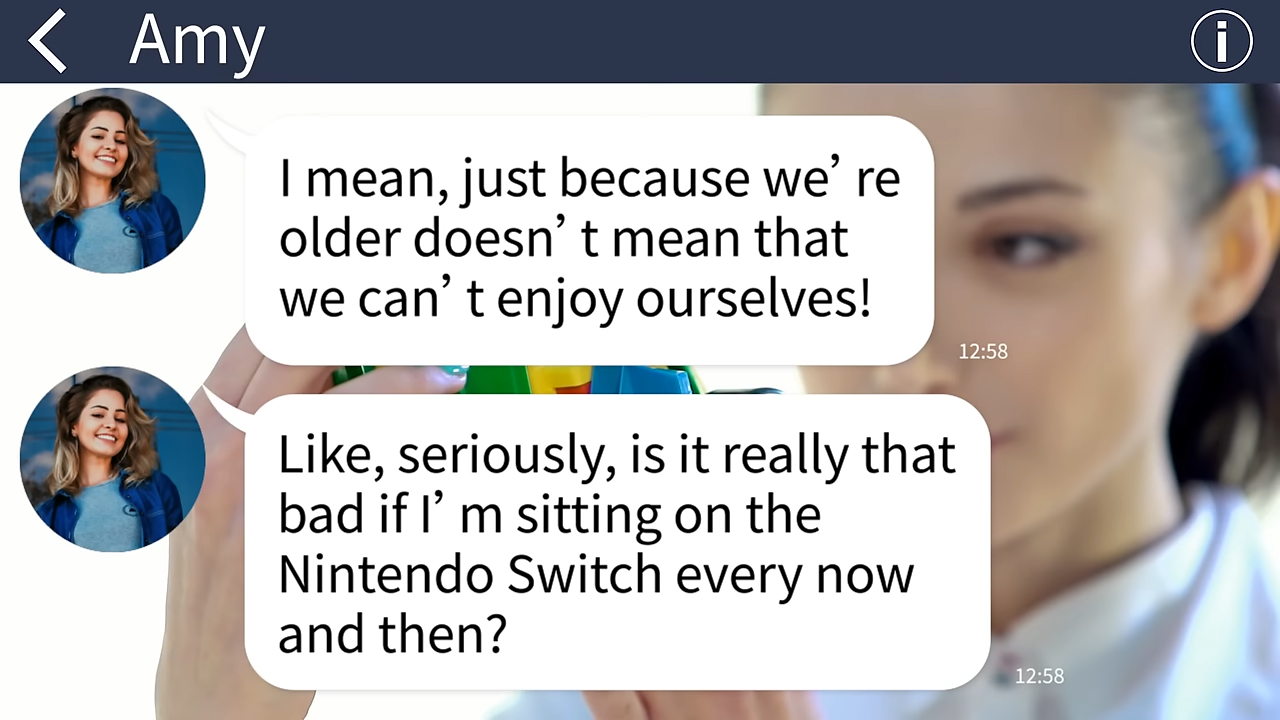 Amy
I mean, just because we’ re
older doesn’ t mean that
we can’ t enjoy ourselves!
12:58
Like, seriously, is it really that
bad if I’ m sitting on the
Nintendo Switch every now
and then?
12:58